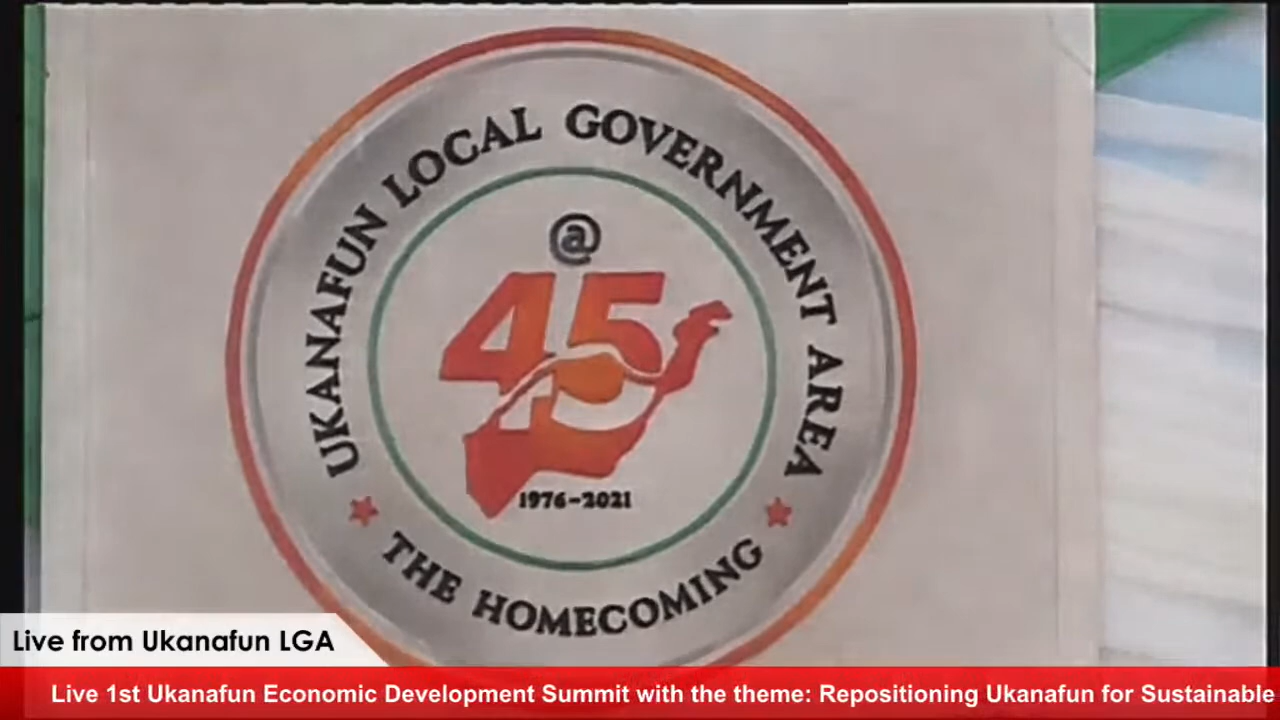 UKANAFUN LOCAL GOVERNMENT AREA
@
45
1976-2021
THE HOMECOMING
Live from Ukanafun LGA
Live 1st Ukanafun Economic Development Summit with the theme: Repositioning Ukanafun for Sustainable